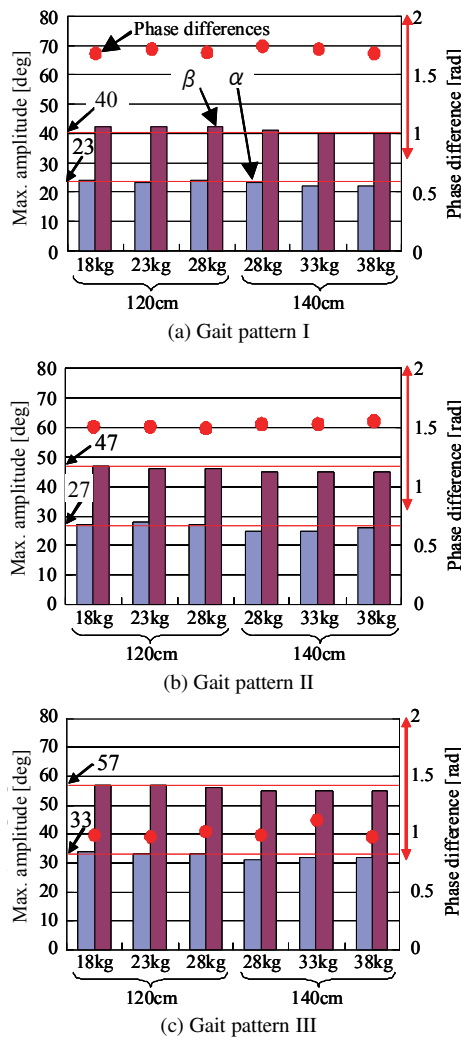 80
70
60
50
40
30
20
10
0
Max. amplitude [deg]
40
23
Phase differences
β α
2
1.5
1
0.5
0
Phase difference [rad]
18kg 23kg 28kg 28kg 33kg 38kg
120cm 140cm
(a) Gait pattern I
80
70
60
50
40
30
20
10
0
Max. amplitude [deg]
47
27
2
1.5
1
0.5
0
Phase difference [rad]
18kg 23kg 28kg 28kg 33kg 38kg
120cm 140cm
(b) Gait pattern II
80
70
60
50
40
30
20
10
0
Max. amplitude [deg]
57
33
2
1.5
1
0.5
0
Phase difference [rad]
18kg 23kg 28kg 28kg 33kg 38kg
120cm 140cm
(c) Gait pattern III